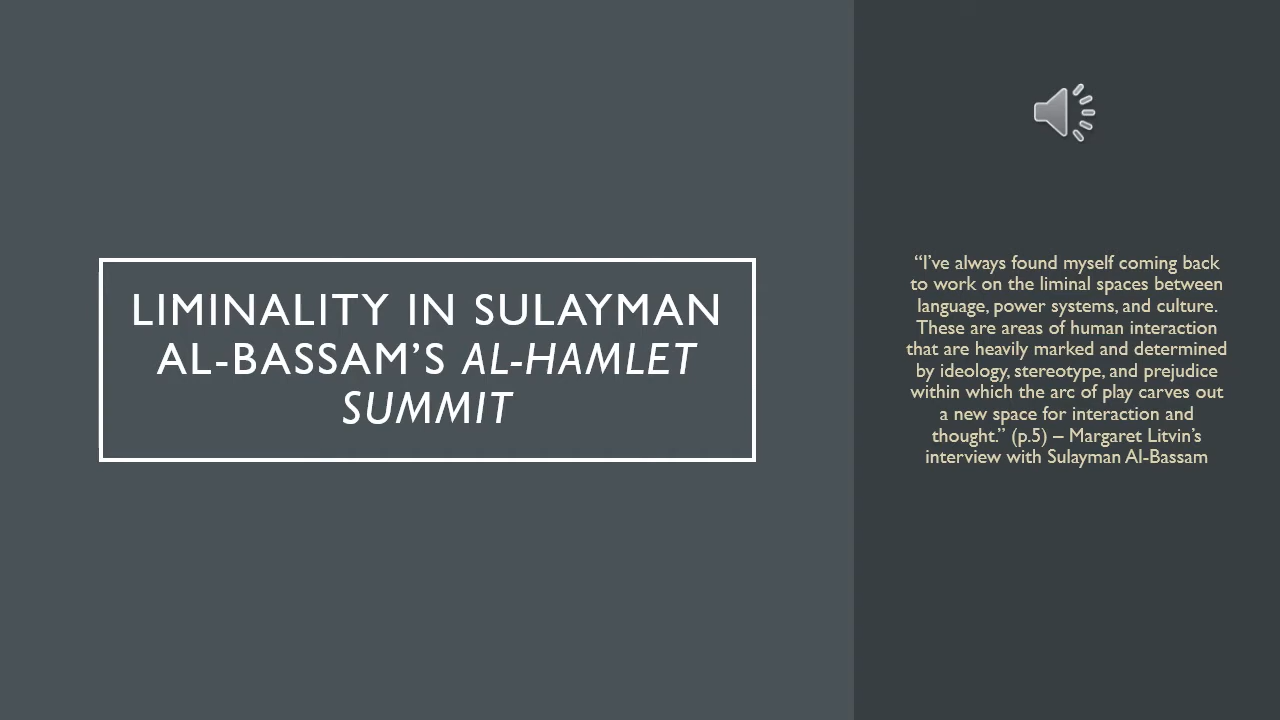 LIMINALITY IN SULAYMAN
AL-BASSAM’S AL-HAMLET
SUMMIT
“I’ve always found myself coming back
to work on the liminal spaces between
language, power systems, and culture.
These are areas of human interaction
that are heavily marked and determined
by ideology, stereotype, and prejudice
within which the arc of play carves out
a new space for interaction and
thought.” (p.5) – Margaret Litvin’s
interview with Sulayman Al-Bassam